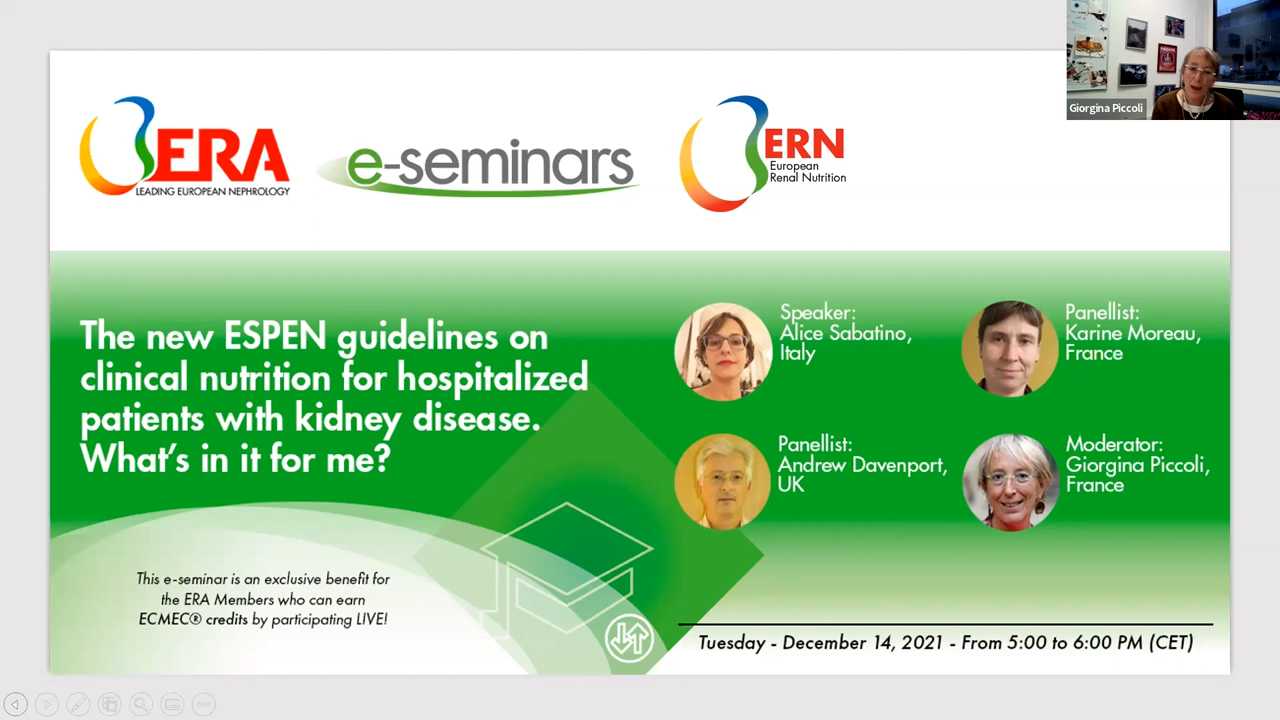 Giorgina Piccoli
ERA
LEADING EUROPEAN NEPHROLOGY
e-seminars
ERN
European
Renal Nutrition
The new ESPEN guidelines on
clinical nutrition for hospitalized
patients with kidney disease.
What's in it for me?
Speaker:
Alice Sabatino,
Italy
Panellist:
Karine Moreau,
France
Panellist:
Andrew Davenport,
UK
Moderator:
Giorgina Piccoli,
France
This e-seminar is an exclusive benefit for
the ERA Members who can earn
ECMEC® credits by participating LIVE!
Tuesday - December 14, 2021 - From 5:00 to 6:00 PM (CET)